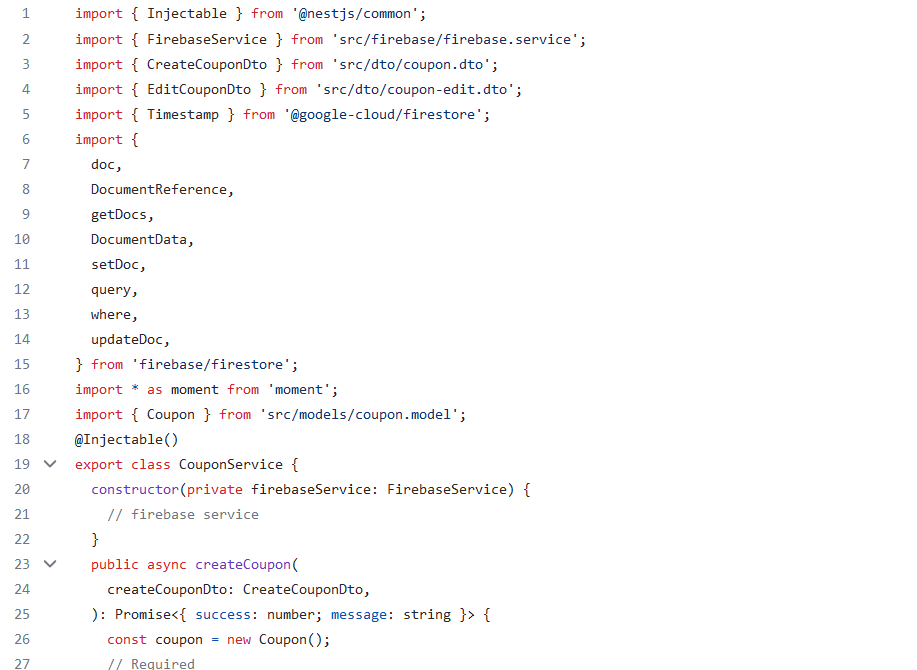 1 import { Injectable } from '@nestjs/common';
2 import { FirebaseService } from 'src/firebase/firebase.service';
3 import { CreateCouponDto } from 'src/dto/coupon.dto';
4 import { EditCouponDto } from 'src/dto/coupon-edit.dto';
5 import { Timestamp } from '@google-cloud/firestore';
6 import {
7   doc,
8   DocumentReference,
9   getDocs,
10   DocumentData,
11   setDoc,
12   query,
13   where,
14   updateDoc,
15 } from 'firebase/firestore';
16 import * as moment from 'moment';
17 import { Coupon } from 'src/models/coupon.model';
18 @Injectable()
19 export class CouponService {
20   constructor(private firebaseService: FirebaseService) {
21     // firebase service
22   }
23   public async createCoupon(
24     createCouponDto: CreateCouponDto,
25   ): Promise<{ success: number; message: string }> {
26     const coupon = new Coupon();
27     // Required